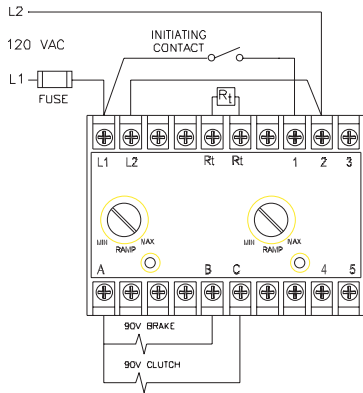 L2
120 VAC
INITIATING
CONTACT
L1
FUSE
Rt
L1 L2 Rt Rt 1 2 3
MIN RAMP MAX MIN RAMP MAX
A B C 4 5
90V BRAKE
90V CLUTCH